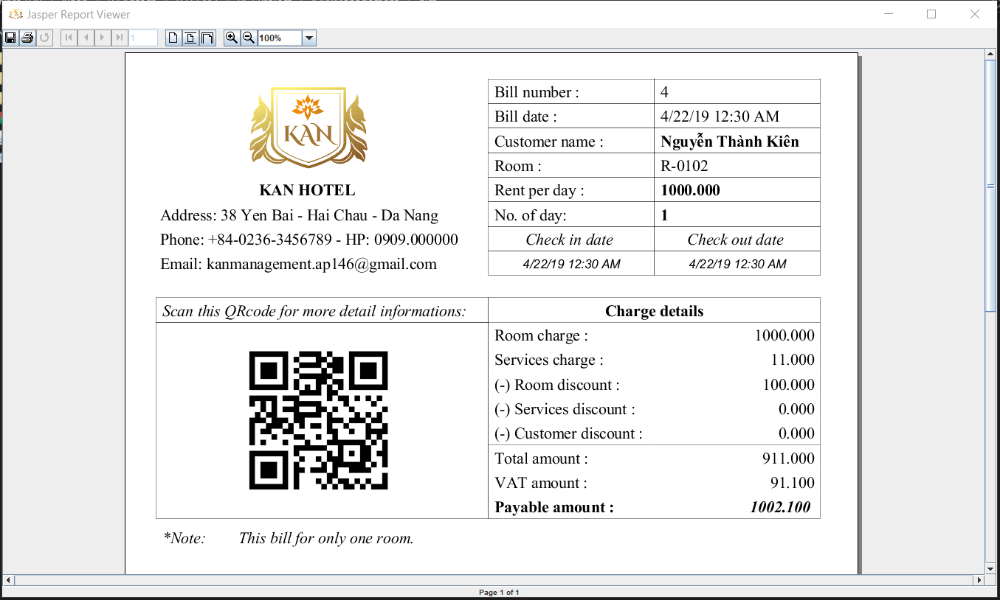 Jasper Report Viewer
1
100%
KAN
KAN HOTEL
Address: 38 Yen Bai - Hai Chau - Da Nang
Phone: +84-0236-3456789 - HP: 0909.000000
Email: kanmanagement.ap146@gmail.com
Bill number : 4
Bill date : 4/22/19 12:30 AM
Customer name : Nguyễn Thành Kiên
Room : R-0102
Rent per day : 1000.000
No. of day: 1
Check in date Check out date
4/22/19 12:30 AM 4/22/19 12:30 AM
Scan this QRcode for more detail informations:
Charge details
Room charge : 1000.000
Services charge : 11.000
(-) Room discount : 100.000
(-) Services discount : 0.000
(-) Customer discount : 0.000
Total amount : 911.000
VAT amount : 91.100
Payable amount : 1002.100
*Note: This bill for only one room.
Page 1 of 1